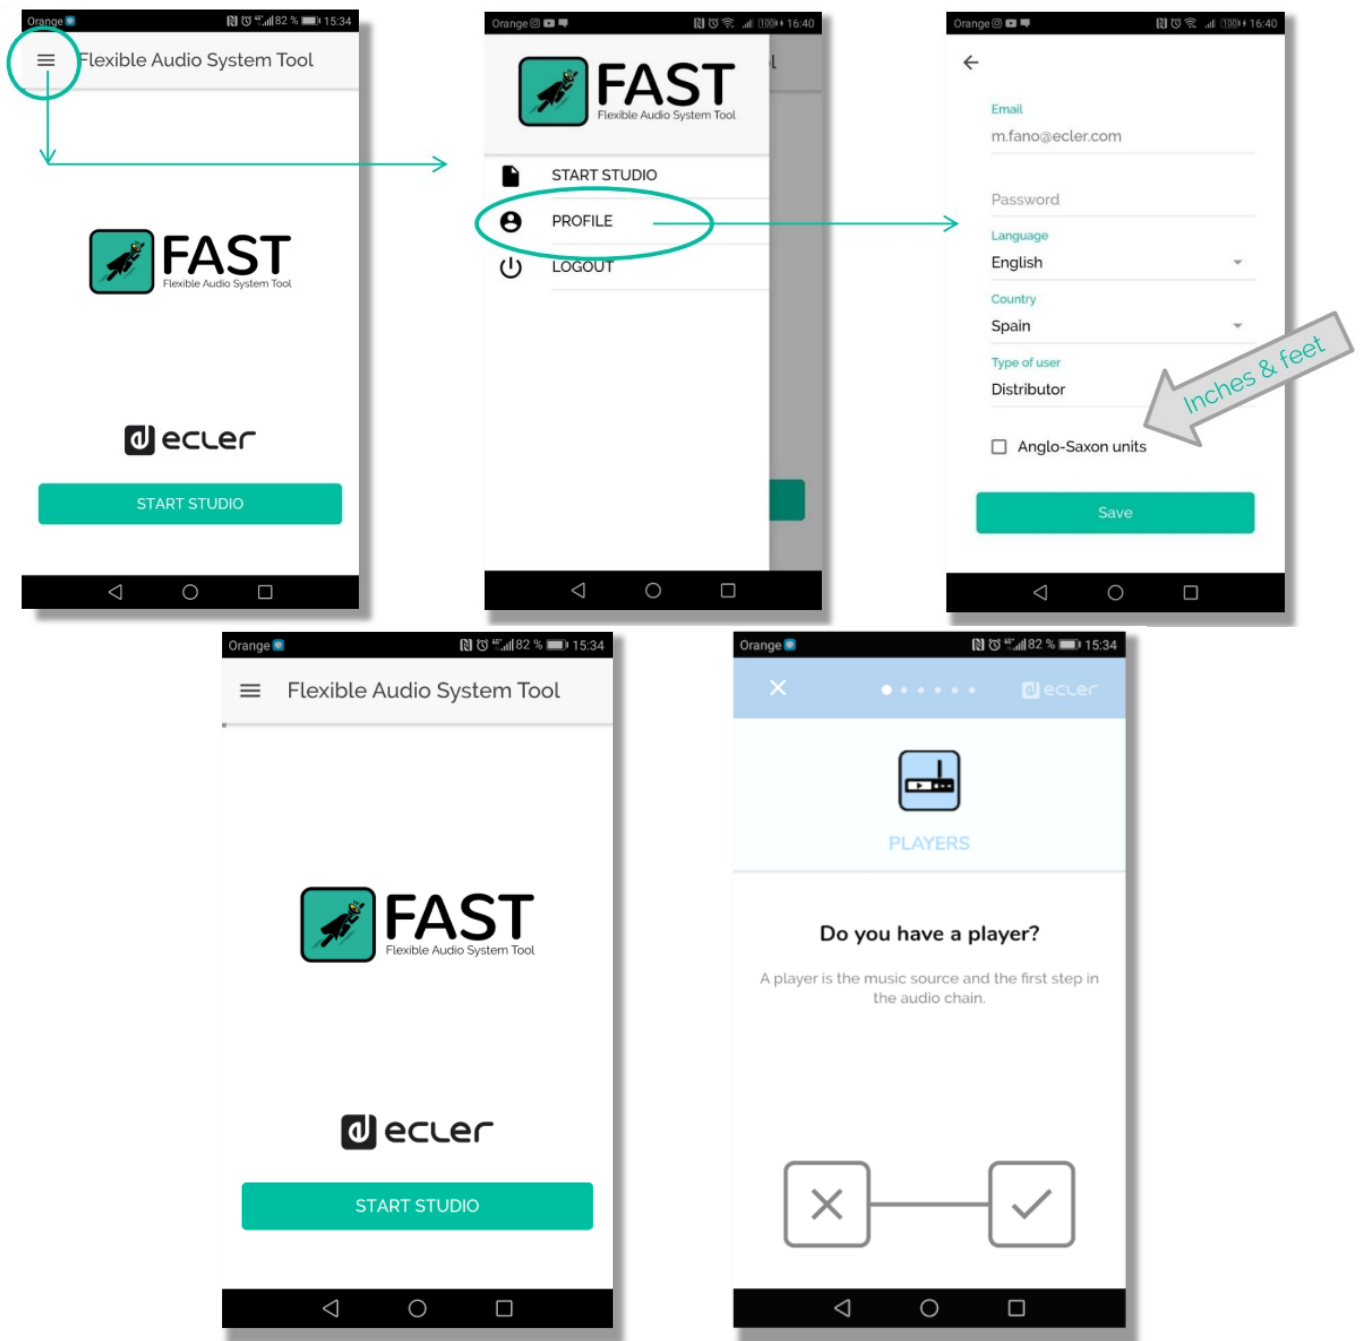 Orange 82 % 15:34
Flexible Audio System Tool
FAST
Flexible Audio System Tool
ecler
START STUDIO
Orange 100 16:40
l
FAST
Flexible Audio System Tool
START STUDIO
PROFILE
LOGOUT
Orange 100 16:40
Email
m.fano@ecler.com
Password
Language
English
Country
Spain
Type of user
Distributor
Inches & feet
Anglo-Saxon units
Save
Orange 82 % 15:34
Flexible Audio System Tool
FAST
Flexible Audio System Tool
ecler
START STUDIO
Orange 82 % 15:34
ecler
PLAYERS
Do you have a player?
A player is the music source and the first step in
the audio chain.